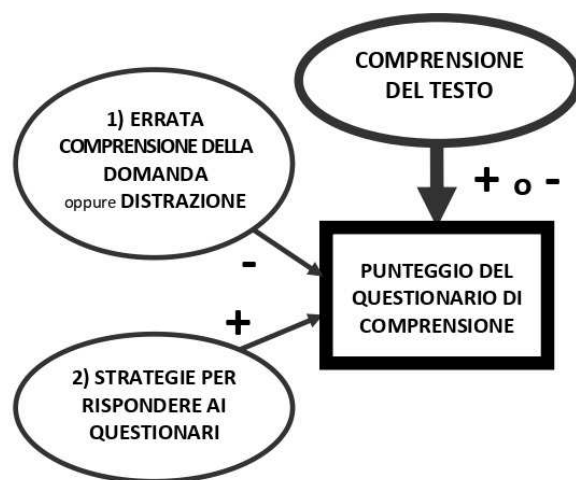 COMPRENSIONE
DEL TESTO
1) ERRATA
COMPRENSIONE DELLA
DOMANDA
oppure DISTRAZIONE
+ o -
-
PUNTEGGIO DEL
QUESTIONARIO DI
COMPRENSIONE
+
2) STRATEGIE PER
RISPONDERE AI
QUESTIONARI